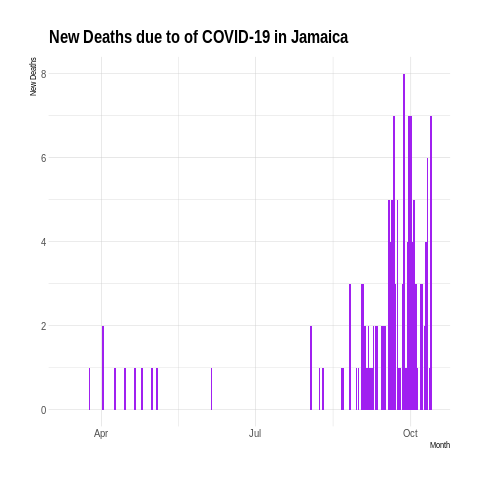 New Deaths due to of COVID-19 in Jamaica
New Deaths
8
6
4
2
0
Apr
Jul
Oct
Month